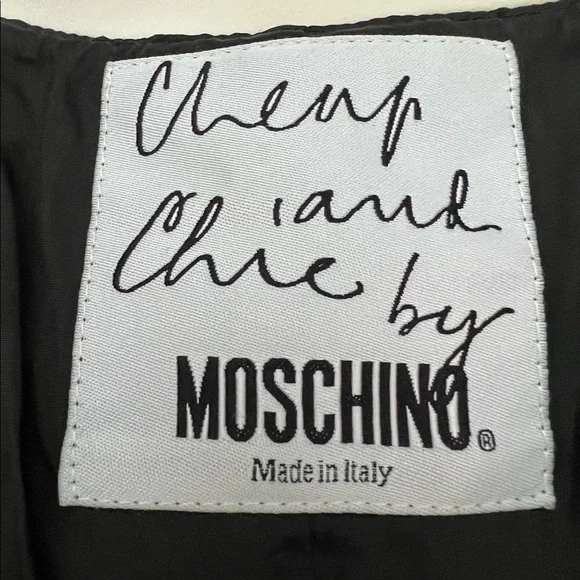 Cheap
and
Chic by
MOSCHINO®
Made in Italy